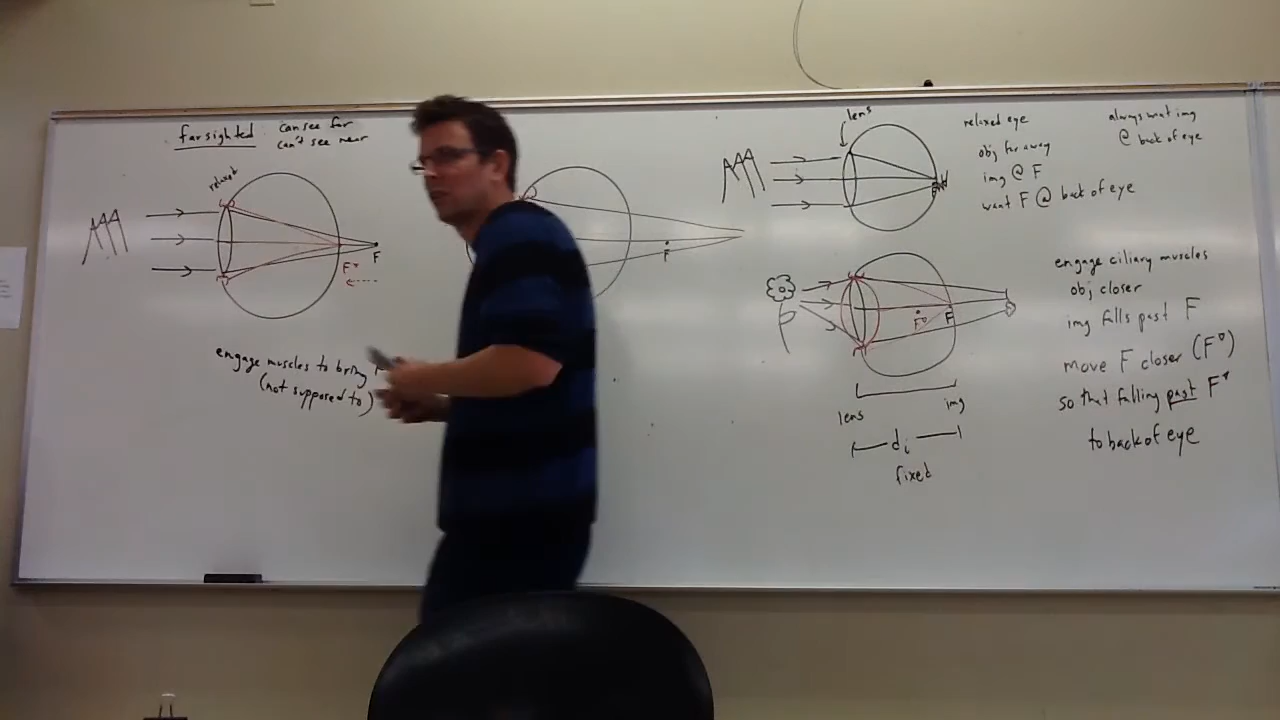 farsighted: can see far
can't see near
relaxed
F
F*
engage muscles to bring
(not supposed to)
F
lens
relaxed eye
obj far away
img @ F
want F @ back of eye
always want img
@ back of eye
F
engage ciliary muscles
obj closer
img falls past F
move F closer (F*)
so that falling past F*
to back of eye
F*
F
lens
img
di
fixed